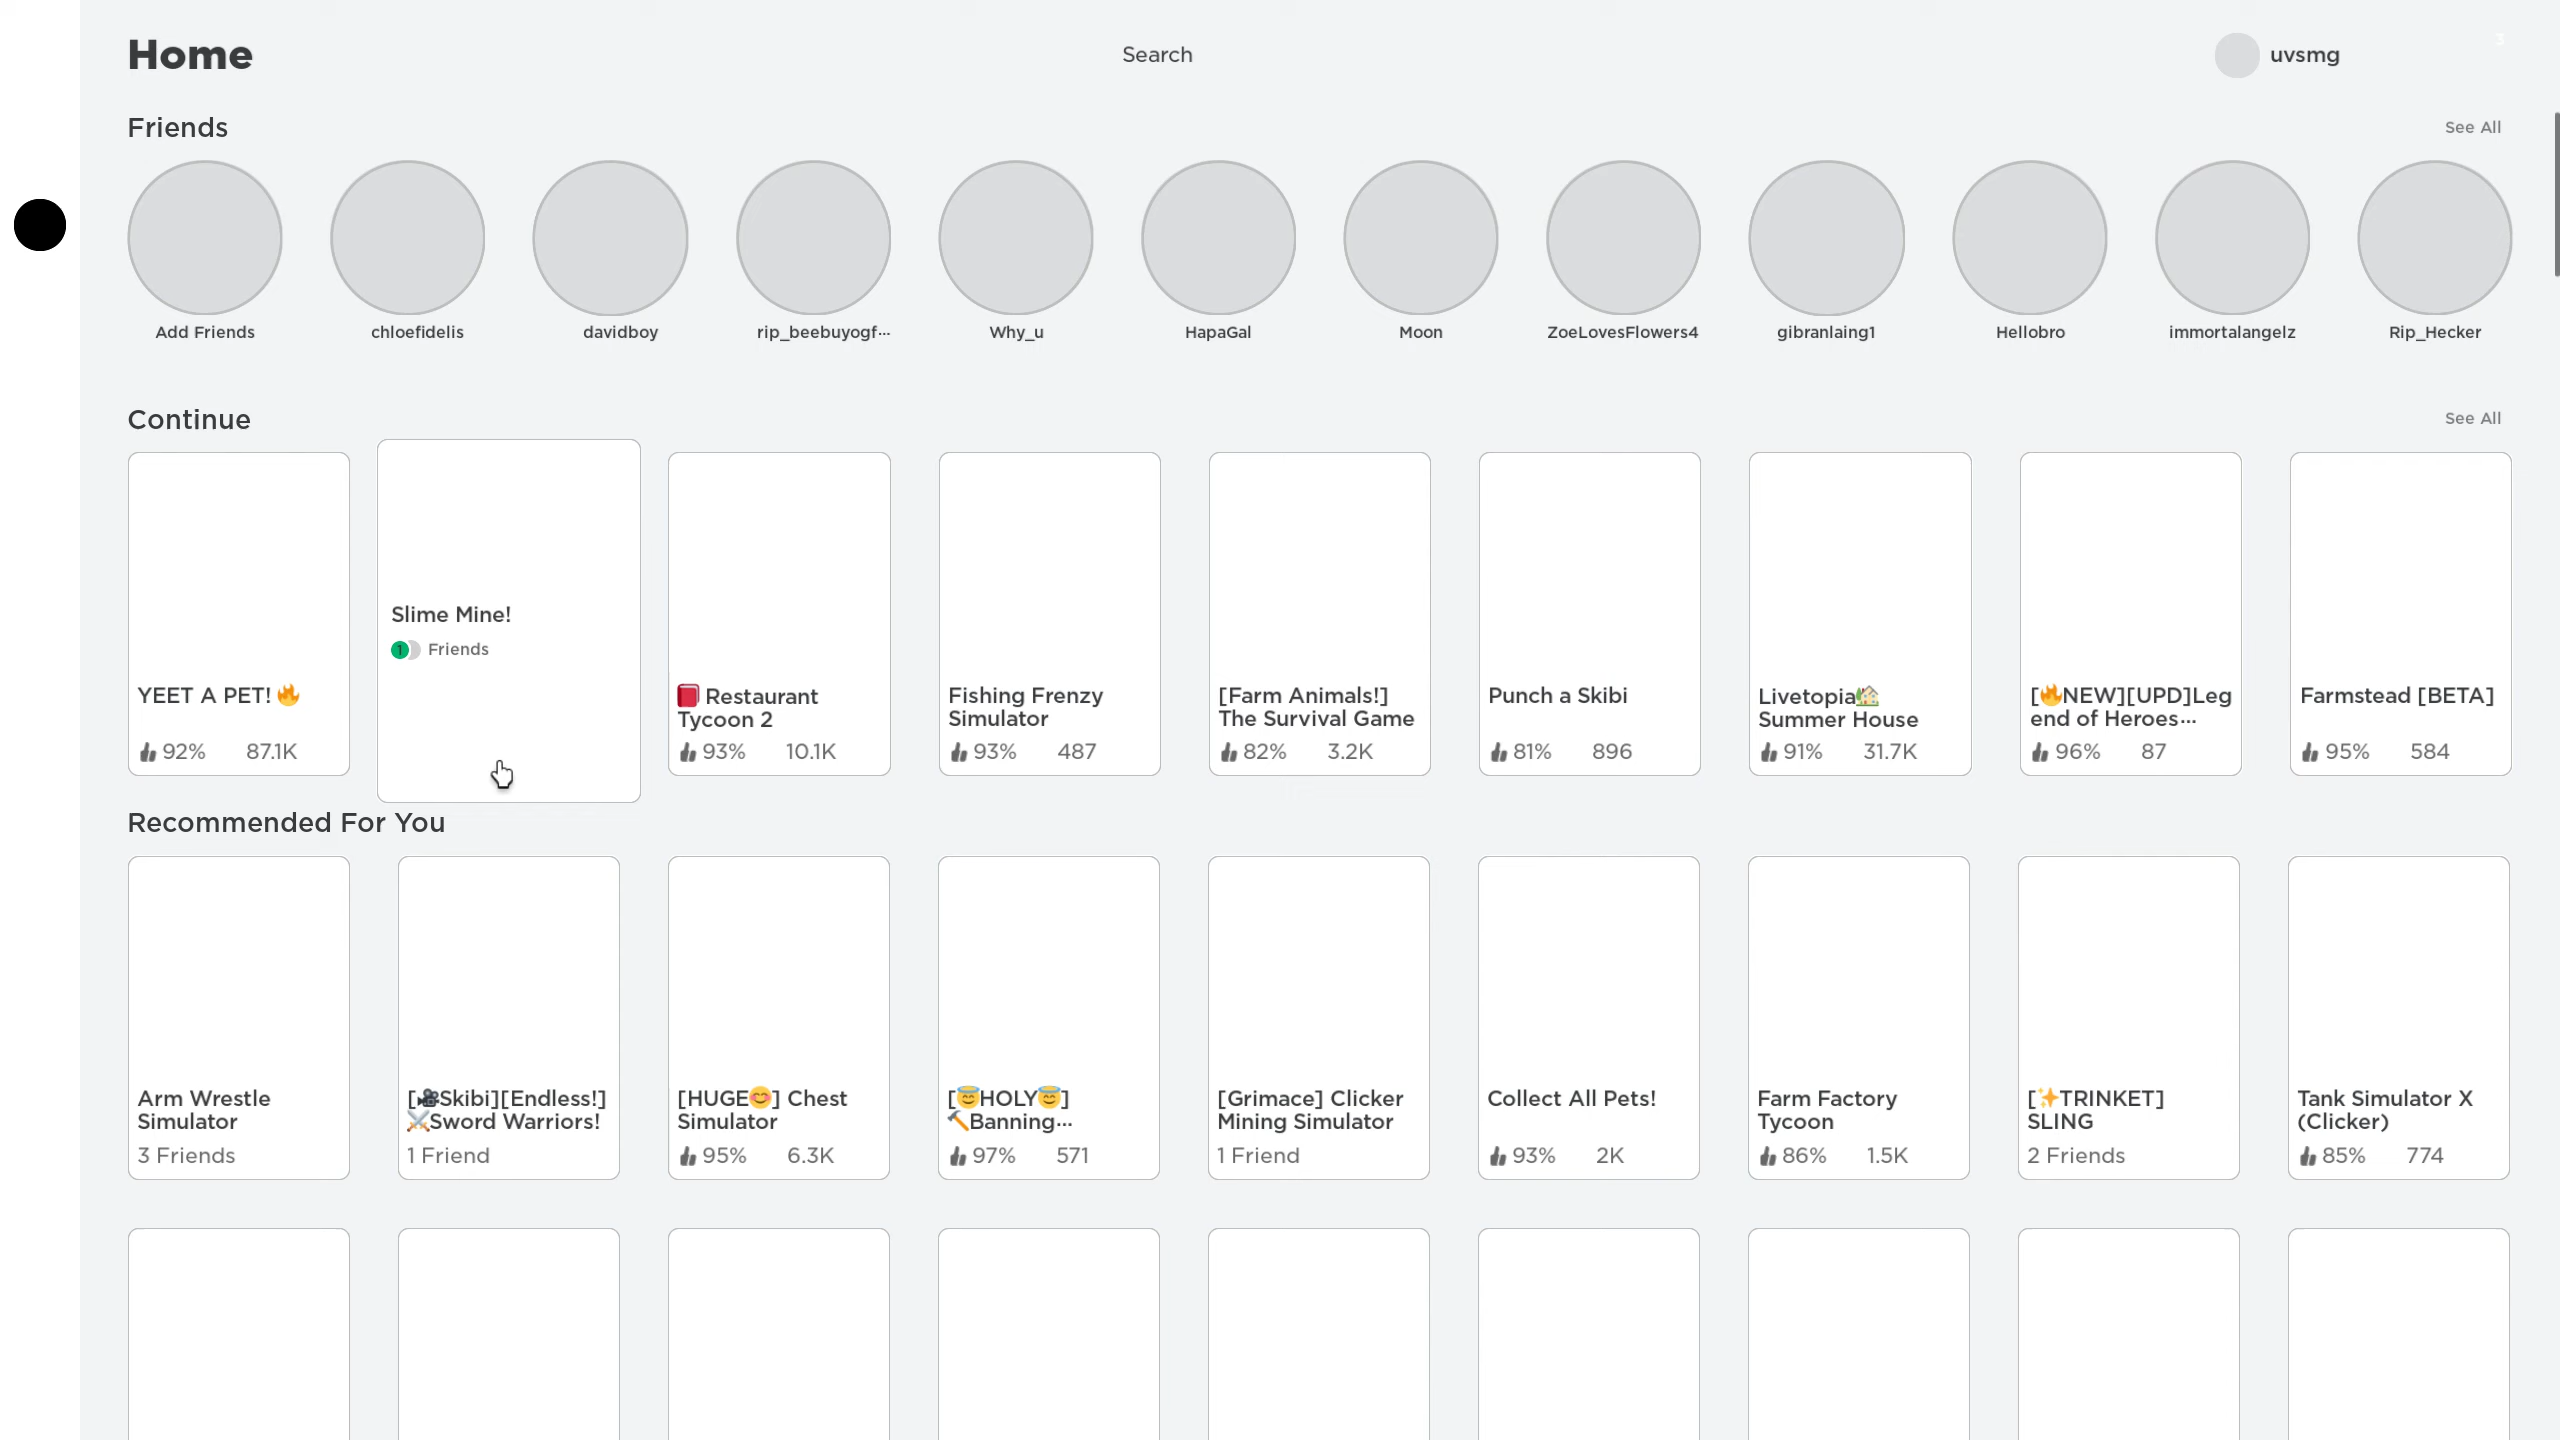 Home
Search
uvsmg
3
Friends
See All
Add Friends
chloefidelis
davidboy
rip_beebuyogf...
Why_u
HapaGal
Moon
ZoeLovesFlowers4
gibranlaing1
Hellobro
immortalangelz
Rip_Hecker
Continue
See All
YEET A PET! 🔥
92% 87.1K
Slime Mine!
1 Friends
📕 Restaurant
Tycoon 2
93% 10.1K
Fishing Frenzy
Simulator
93% 487
[Farm Animals!]
The Survival Game
82% 3.2K
Punch a Skibi
81% 896
Livetopia🏡
Summer House
91% 31.7K
[🔥NEW][UPD]Leg
end of Heroes...
96% 87
Farmstead [BETA]
95% 584
Recommended For You
Arm Wrestle
Simulator
3 Friends
[🎥Skibi][Endless!]
⚔️Sword Warriors!
1 Friend
[HUGE😊] Chest
Simulator
95% 6.3K
[😇HOLY😇]
🔨Banning...
97% 571
[Grimace] Clicker
Mining Simulator
1 Friend
Collect All Pets!
93% 2K
Farm Factory
Tycoon
86% 1.5K
[✨TRINKET]
SLING
2 Friends
Tank Simulator X
(Clicker)
85% 774